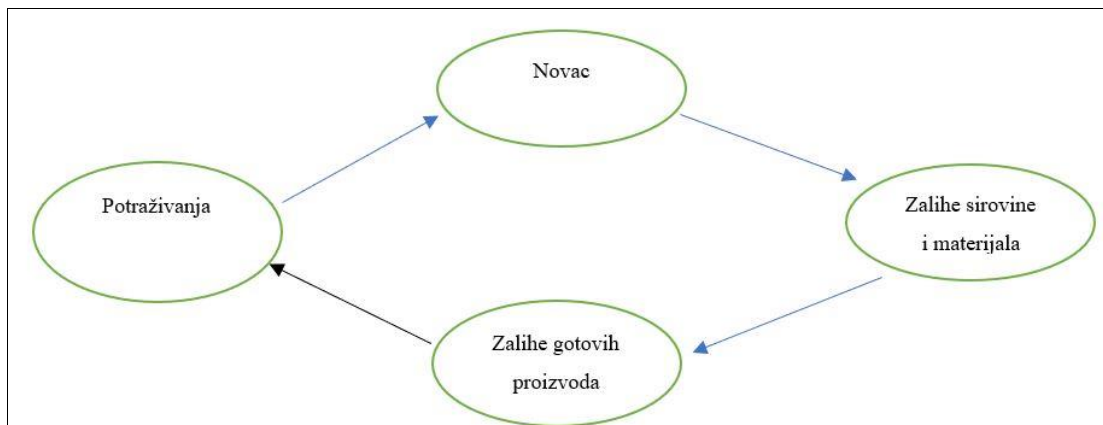 Novac
Potraživanja
Zalihe sirovine
i materijala
Zalihe gotovih
proizvoda